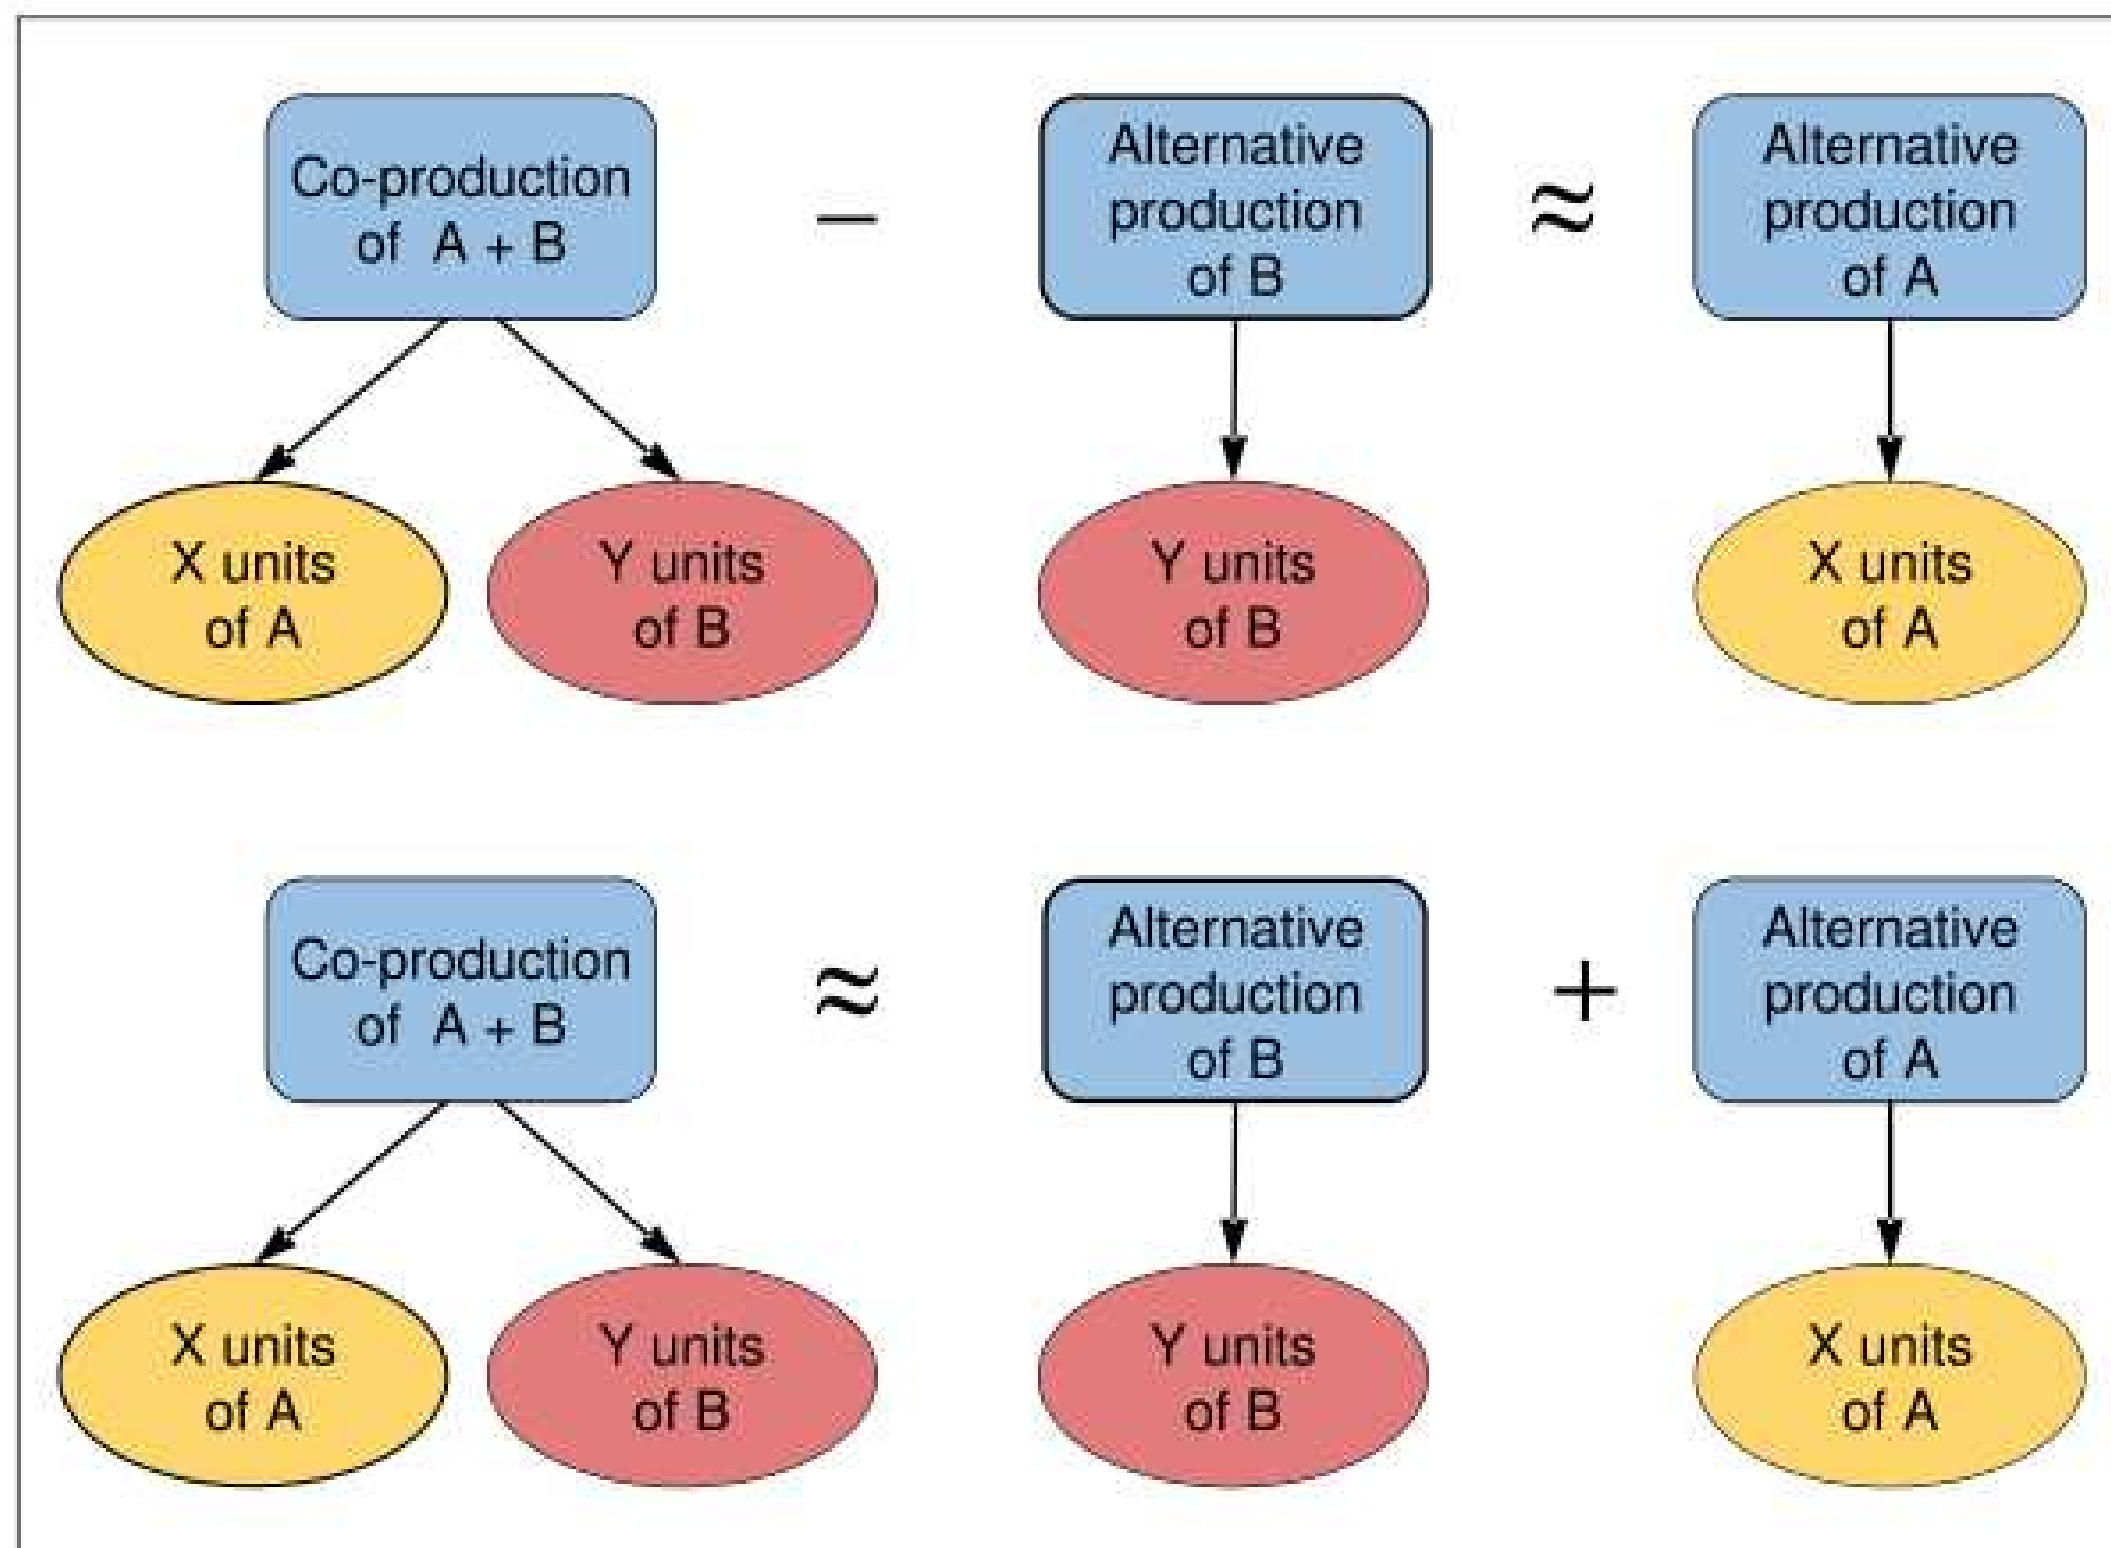 Co-production
of A + B
–
Alternative
production
of B
≈
Alternative
production
of A
X units
of A
Y units
of B
Y units
of B
X units
of A
Co-production
of A + B
≈
Alternative
production
of B
+
Alternative
production
of A
X units
of A
Y units
of B
Y units
of B
X units
of A